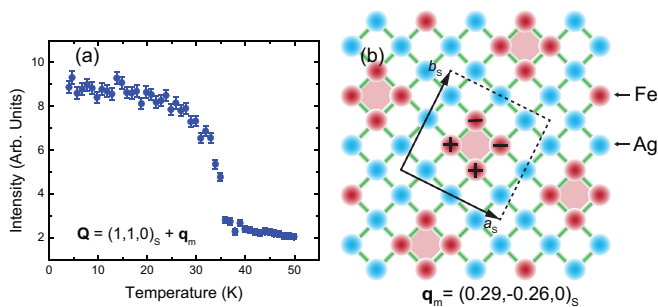 (a)
Intensity (Arb. Units)
10
8
6
4
2
Q = (1,1,0)S + qm
0 10 20 30 40 50 60
Temperature (K)
(b)
bS
aS
− + − +
Fe
Ag
qm = (0.29,-0.26,0)S